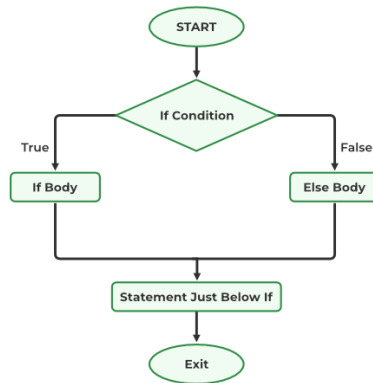 START
If Condition
True
False
If Body
Else Body
Statement Just Below If
Exit